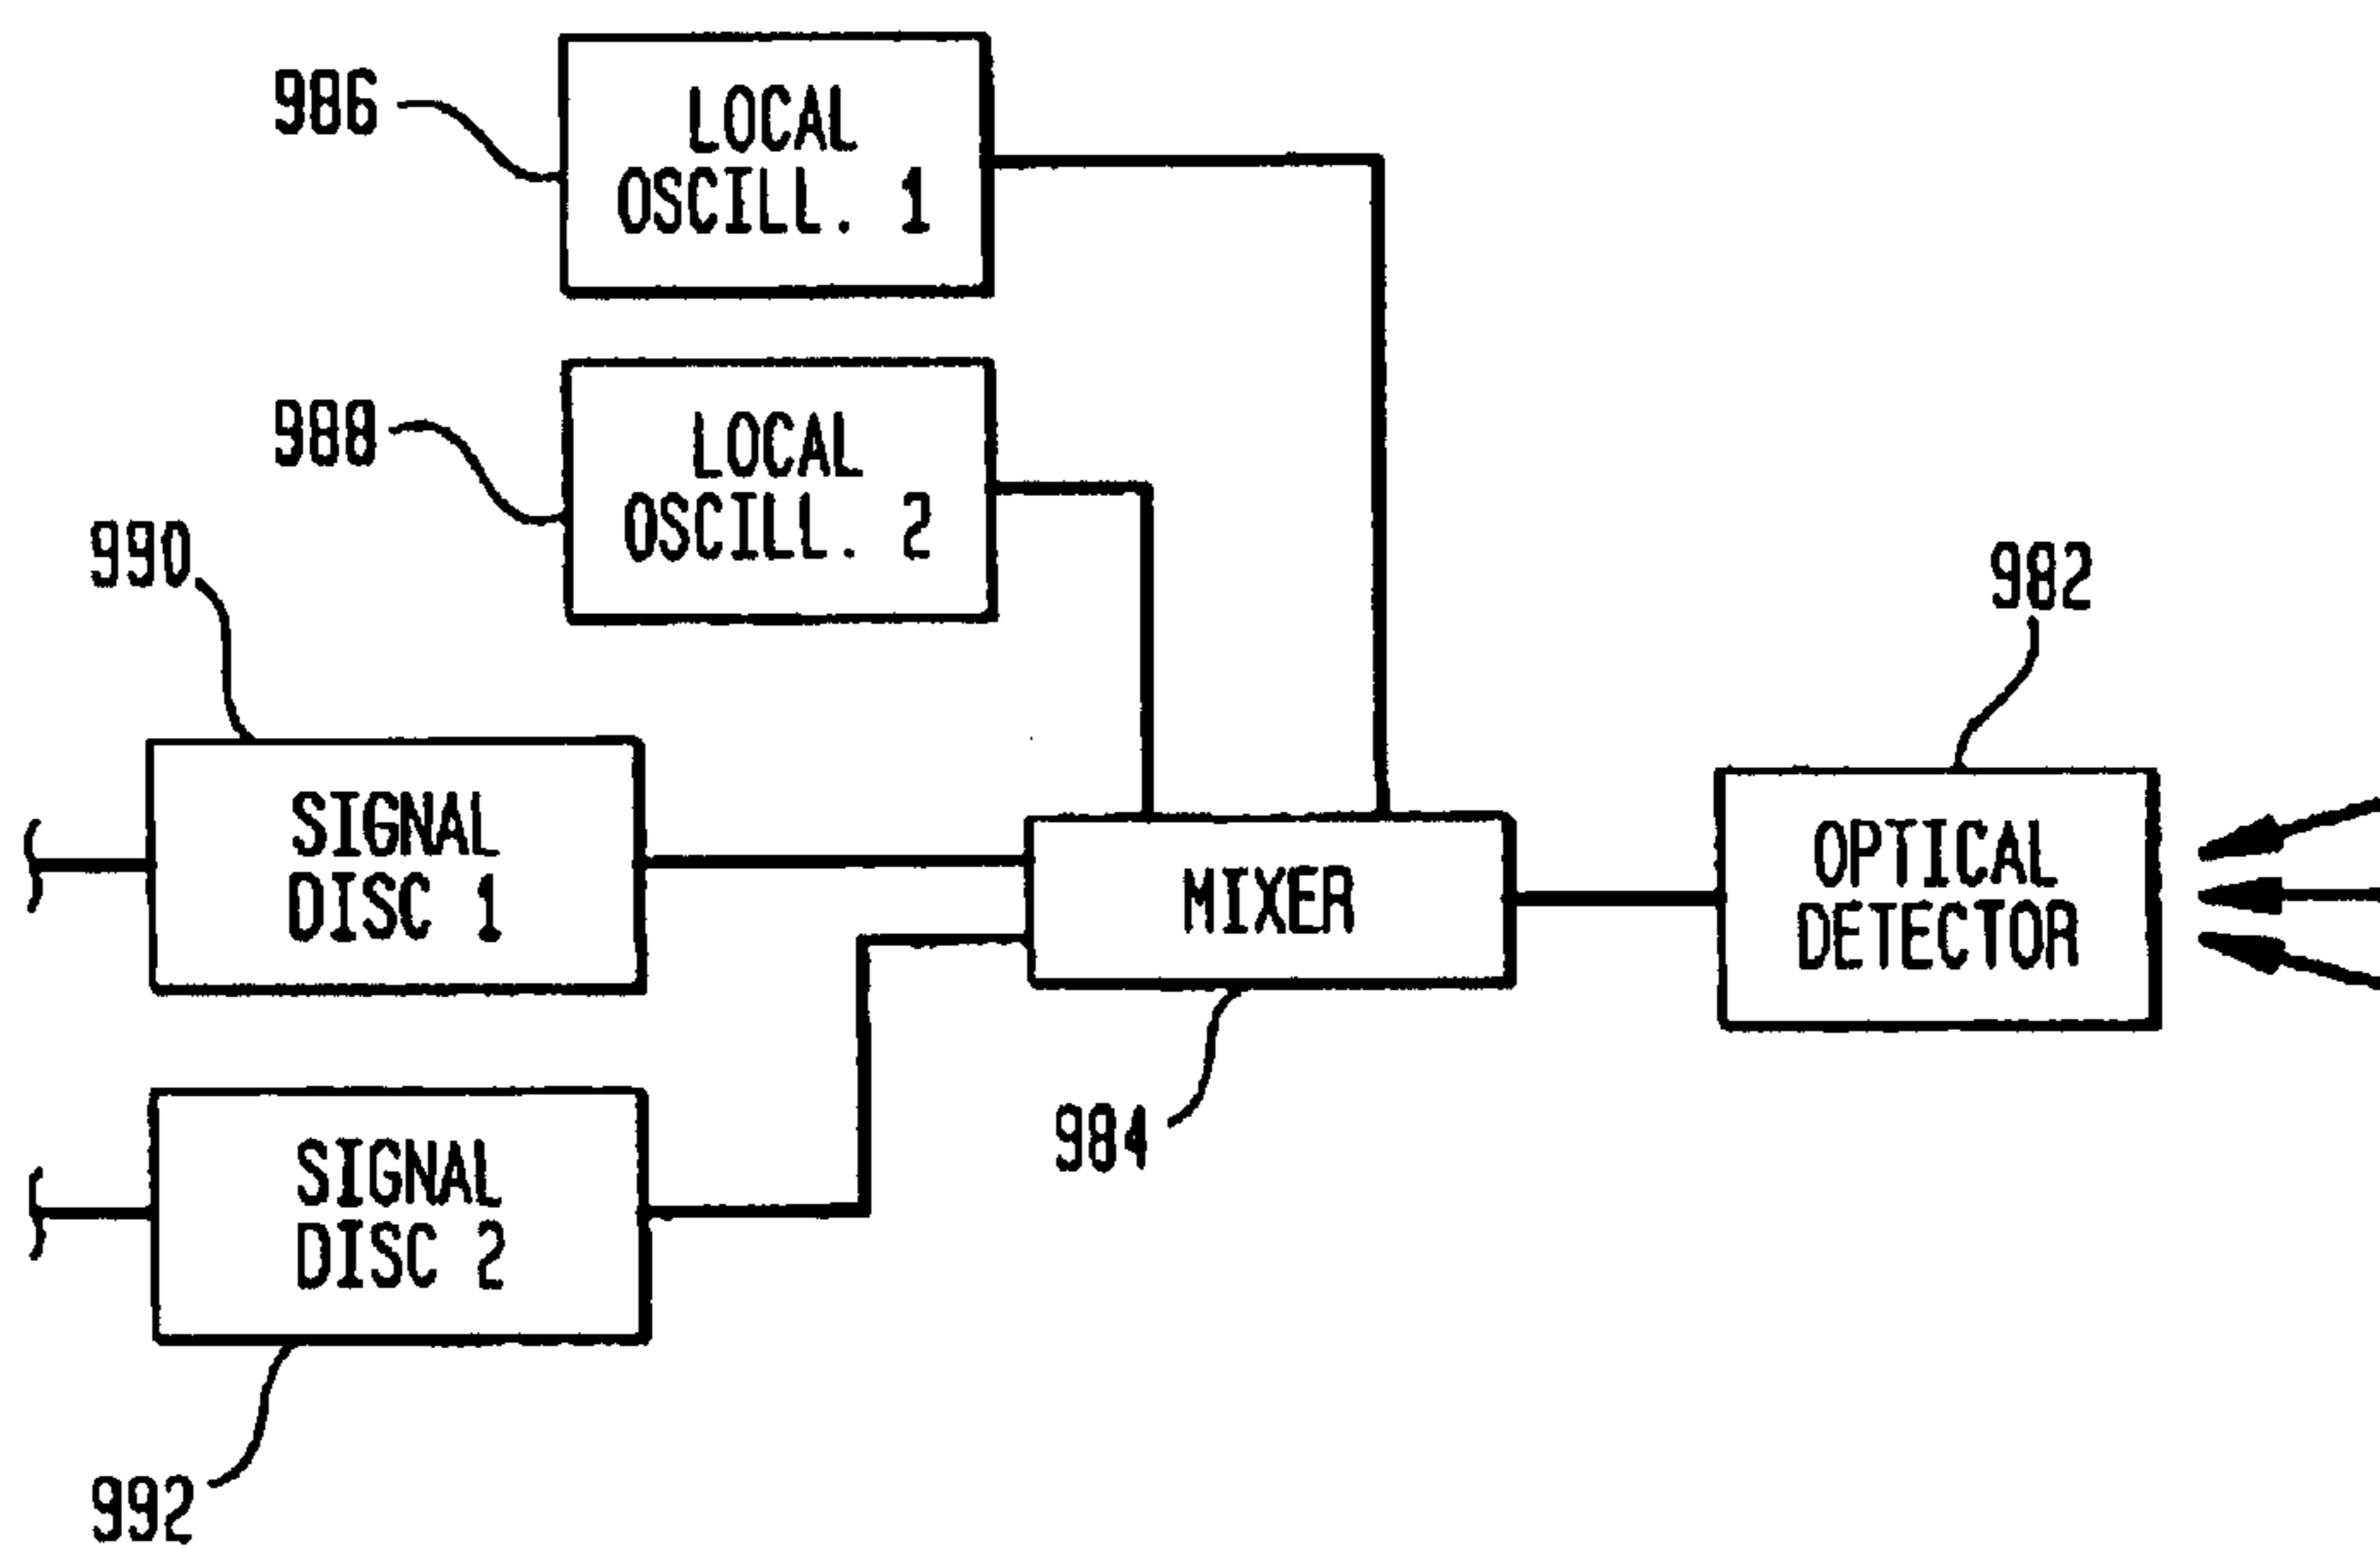 986
LOCAL
OSCILL. 1
988
LOCAL
OSCILL. 2
990
982
SIGNAL
DISC 1
MIXER
OPTICAL
DETECTOR
984
SIGNAL
DISC 2
992